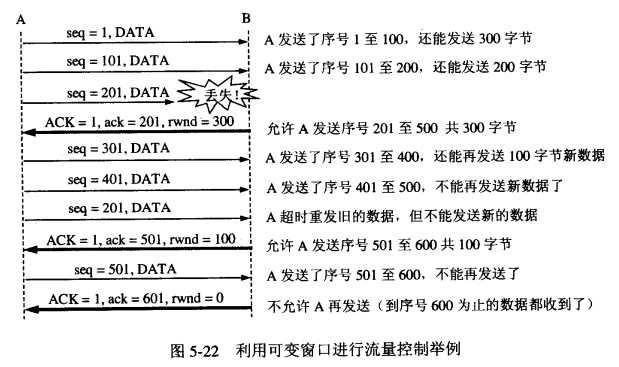 A B
seq = 1, DATA A 发送了序号 1 至 100，还能发送 300 字节
seq = 101, DATA A 发送了序号 101 至 200，还能发送 200 字节
seq = 201, DATA 丢失!
ACK = 1, ack = 201, rwnd = 300 允许 A 发送序号 201 至 500 共 300 字节
seq = 301, DATA A 发送了序号 301 至 400，还能再发送 100 字节新数据
seq = 401, DATA A 发送了序号 401 至 500，不能再发送新数据了
seq = 201, DATA A 超时重发旧的数据，但不能发送新的数据
ACK = 1, ack = 501, rwnd = 100 允许 A 发送序号 501 至 600 共 100 字节
seq = 501, DATA A 发送了序号 501 至 600，不能再发送了
ACK = 1, ack = 601, rwnd = 0 不允许 A 再发送（到序号 600 为止的数据都收到了）
图 5-22 利用可变窗口进行流量控制举例